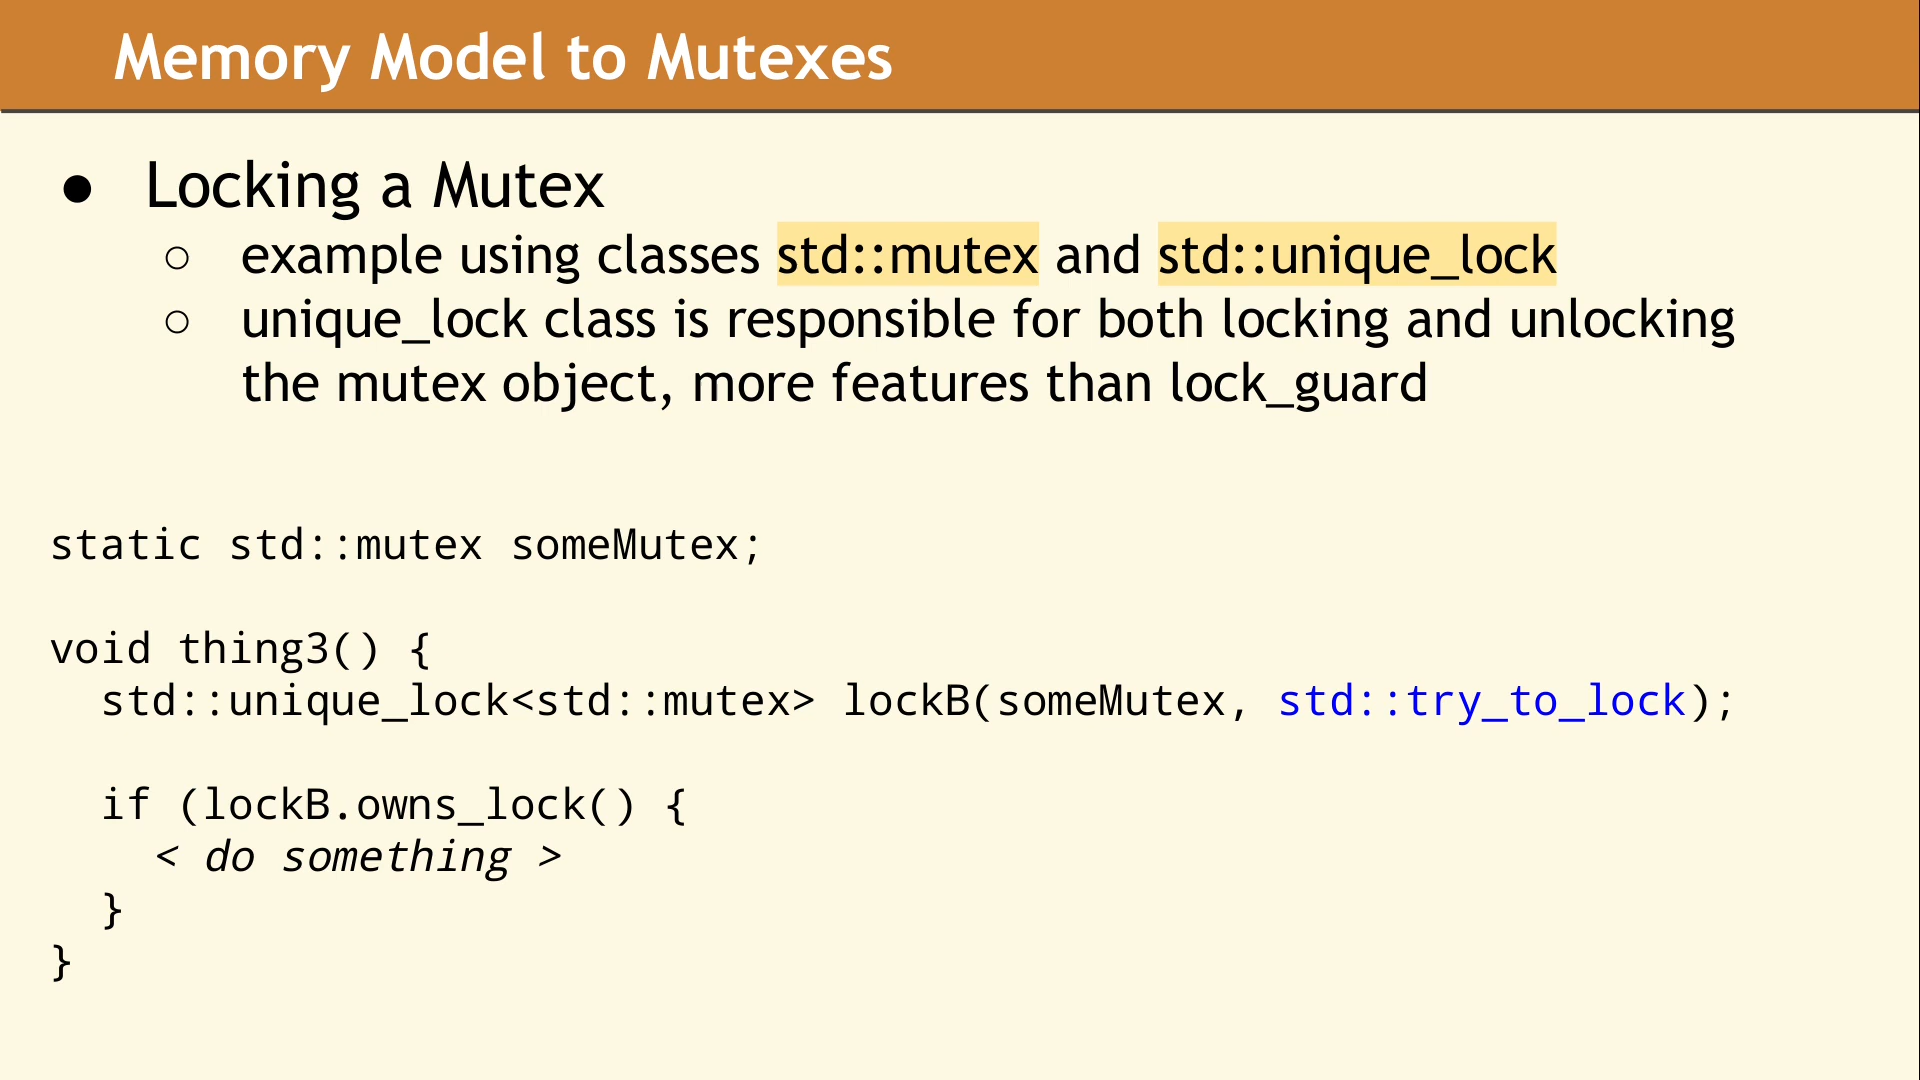 Memory Model to Mutexes
● Locking a Mutex
○ example using classes std::mutex and std::unique_lock
○ unique_lock class is responsible for both locking and unlocking
the mutex object, more features than lock_guard
static std::mutex someMutex;
void thing3() {
std::unique_lock<std::mutex> lockB(someMutex, std::try_to_lock);
if (lockB.owns_lock() {
< do something >
}
}